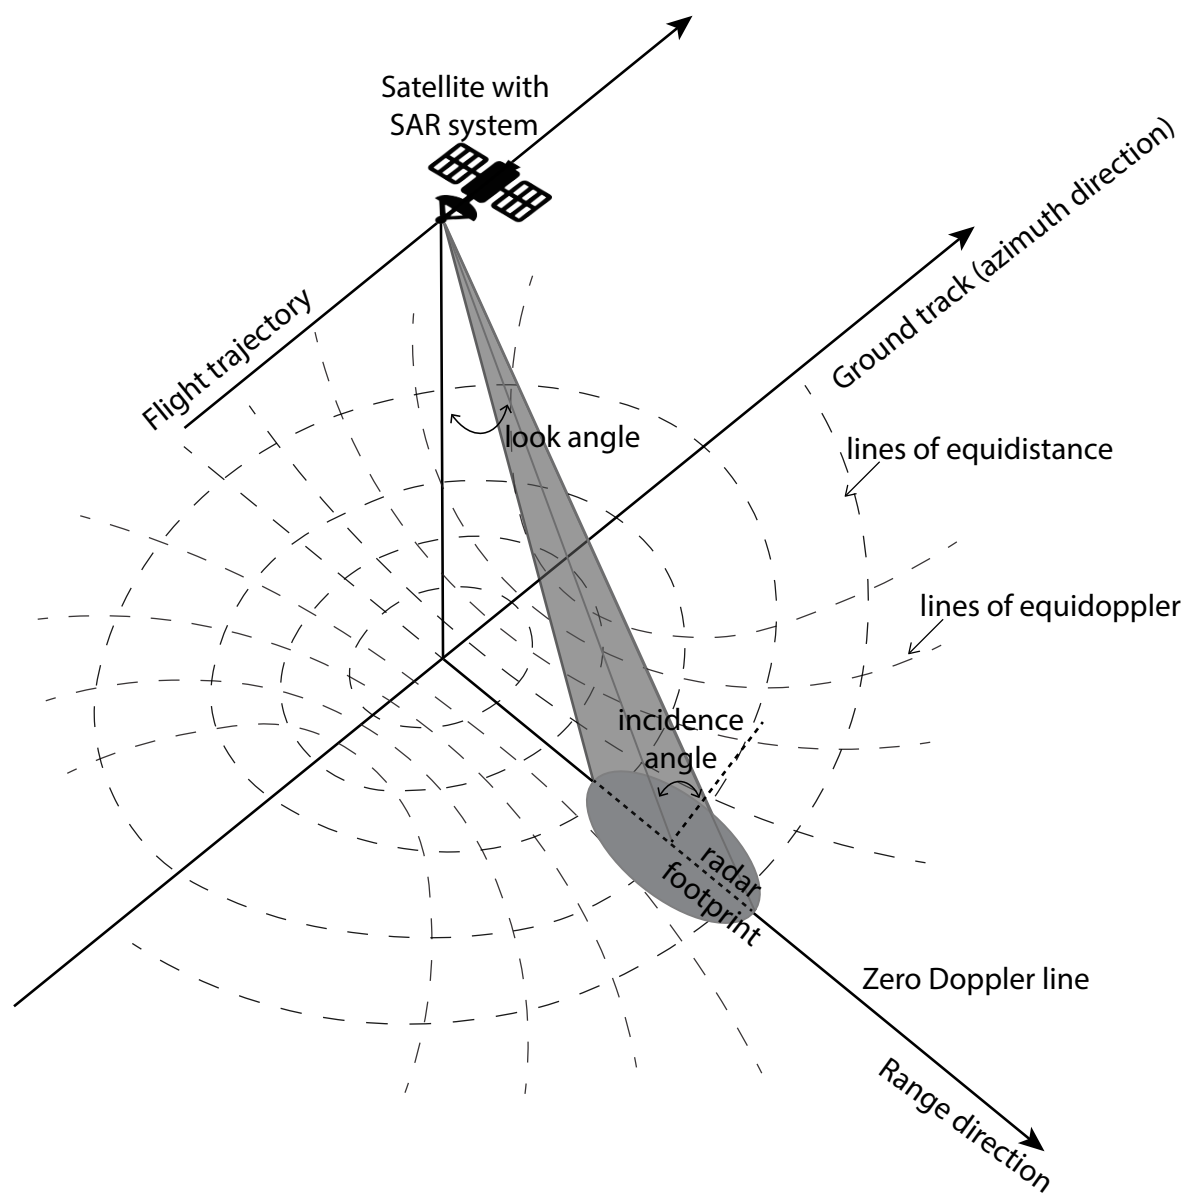 Satellite with
SAR system
Flight trajectory
Ground track (azimuth direction)
look angle
lines of equidistance
lines of equidoppler
incidence
angle
radar
footprint
Zero Doppler line
Range direction